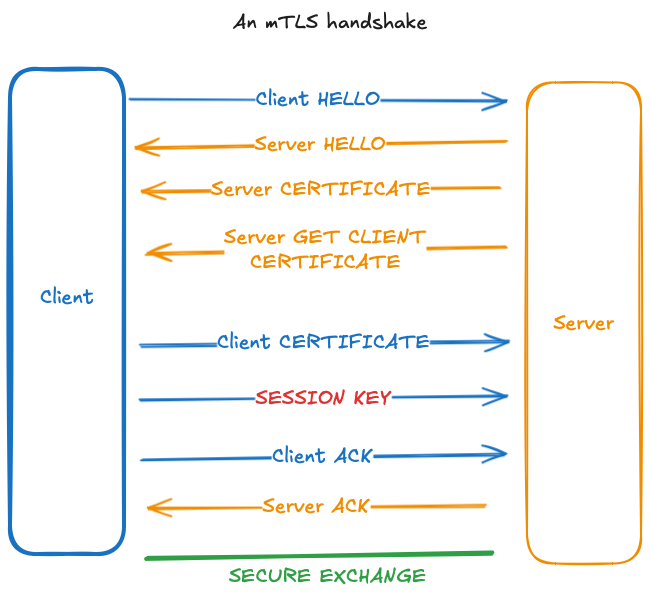 An mTLS handshake
Client HELLO
Server HELLO
Server CERTIFICATE
Server GET CLIENT
CERTIFICATE
Client
Server
Client CERTIFICATE
SESSION KEY
Client ACK
Server ACK
SECURE EXCHANGE